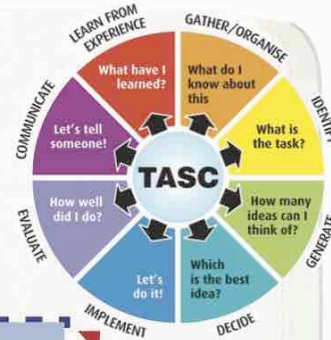 TASC
GATHER/ORGANISE
What do I
know about
this
IDENTIFY
What is
the task?
GENERATE
How many
ideas can I
think of?
DECIDE
Which
is the best
idea?
IMPLEMENT
Let's
do it!
EVALUATE
How well
did I do?
COMMUNICATE
Let's tell
someone!
LEARN FROM
EXPERIENCE
What have I
learned?